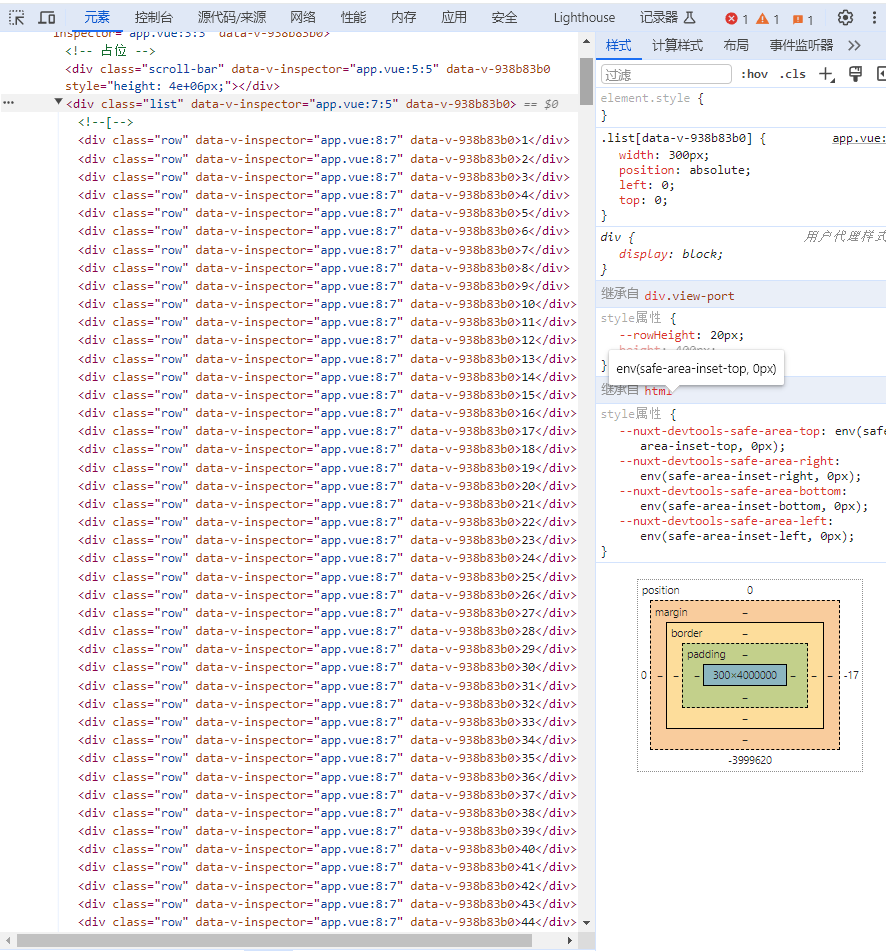 元素 控制台 源代码/来源 网络 性能 内存 应用 安全 Lighthouse 记录器 1 1 1
inspector="app.vue:3:3" data-v-938b83b0>
<!-- 占位 -->
<div class="scroll-bar" data-v-inspector="app.vue:5:5" data-v-938b83b0
style="height: 4e+06px;"></div>
<div class="list" data-v-inspector="app.vue:7:5" data-v-938b83b0> == $0
<!--[-->
<div class="row" data-v-inspector="app.vue:8:7" data-v-938b83b0>1</div>
<div class="row" data-v-inspector="app.vue:8:7" data-v-938b83b0>2</div>
<div class="row" data-v-inspector="app.vue:8:7" data-v-938b83b0>3</div>
<div class="row" data-v-inspector="app.vue:8:7" data-v-938b83b0>4</div>
<div class="row" data-v-inspector="app.vue:8:7" data-v-938b83b0>5</div>
<div class="row" data-v-inspector="app.vue:8:7" data-v-938b83b0>6</div>
<div class="row" data-v-inspector="app.vue:8:7" data-v-938b83b0>7</div>
<div class="row" data-v-inspector="app.vue:8:7" data-v-938b83b0>8</div>
<div class="row" data-v-inspector="app.vue:8:7" data-v-938b83b0>9</div>
<div class="row" data-v-inspector="app.vue:8:7" data-v-938b83b0>10</div>
<div class="row" data-v-inspector="app.vue:8:7" data-v-938b83b0>11</div>
<div class="row" data-v-inspector="app.vue:8:7" data-v-938b83b0>12</div>
<div class="row" data-v-inspector="app.vue:8:7" data-v-938b83b0>13</div>
<div class="row" data-v-inspector="app.vue:8:7" data-v-938b83b0>14</div>
<div class="row" data-v-inspector="app.vue:8:7" data-v-938b83b0>15</div>
<div class="row" data-v-inspector="app.vue:8:7" data-v-938b83b0>16</div>
<div class="row" data-v-inspector="app.vue:8:7" data-v-938b83b0>17</div>
<div class="row" data-v-inspector="app.vue:8:7" data-v-938b83b0>18</div>
<div class="row" data-v-inspector="app.vue:8:7" data-v-938b83b0>19</div>
<div class="row" data-v-inspector="app.vue:8:7" data-v-938b83b0>20</div>
<div class="row" data-v-inspector="app.vue:8:7" data-v-938b83b0>21</div>
<div class="row" data-v-inspector="app.vue:8:7" data-v-938b83b0>22</div>
<div class="row" data-v-inspector="app.vue:8:7" data-v-938b83b0>23</div>
<div class="row" data-v-inspector="app.vue:8:7" data-v-938b83b0>24</div>
<div class="row" data-v-inspector="app.vue:8:7" data-v-938b83b0>25</div>
<div class="row" data-v-inspector="app.vue:8:7" data-v-938b83b0>26</div>
<div class="row" data-v-inspector="app.vue:8:7" data-v-938b83b0>27</div>
<div class="row" data-v-inspector="app.vue:8:7" data-v-938b83b0>28</div>
<div class="row" data-v-inspector="app.vue:8:7" data-v-938b83b0>29</div>
<div class="row" data-v-inspector="app.vue:8:7" data-v-938b83b0>30</div>
<div class="row" data-v-inspector="app.vue:8:7" data-v-938b83b0>31</div>
<div class="row" data-v-inspector="app.vue:8:7" data-v-938b83b0>32</div>
<div class="row" data-v-inspector="app.vue:8:7" data-v-938b83b0>33</div>
<div class="row" data-v-inspector="app.vue:8:7" data-v-938b83b0>34</div>
<div class="row" data-v-inspector="app.vue:8:7" data-v-938b83b0>35</div>
<div class="row" data-v-inspector="app.vue:8:7" data-v-938b83b0>36</div>
<div class="row" data-v-inspector="app.vue:8:7" data-v-938b83b0>37</div>
<div class="row" data-v-inspector="app.vue:8:7" data-v-938b83b0>38</div>
<div class="row" data-v-inspector="app.vue:8:7" data-v-938b83b0>39</div>
<div class="row" data-v-inspector="app.vue:8:7" data-v-938b83b0>40</div>
<div class="row" data-v-inspector="app.vue:8:7" data-v-938b83b0>41</div>
<div class="row" data-v-inspector="app.vue:8:7" data-v-938b83b0>42</div>
<div class="row" data-v-inspector="app.vue:8:7" data-v-938b83b0>43</div>
<div class="row" data-v-inspector="app.vue:8:7" data-v-938b83b0>44</div>
样式 计算样式 布局 事件监听器
过滤 :hov .cls
element.style {
}
.list[data-v-938b83b0] { app.vue:
width: 300px;
position: absolute;
left: 0;
top: 0;
}
div { 用户代理样式
display: block;
}
继承自 div.view-port
style属性 {
--rowHeight: 20px;
height: 400px;
}
env(safe-area-inset-top, 0px)
继承自 html
style属性 {
--nuxt-devtools-safe-area-top: env(safe
area-inset-top, 0px);
--nuxt-devtools-safe-area-right:
env(safe-area-inset-right, 0px);
--nuxt-devtools-safe-area-bottom:
env(safe-area-inset-bottom, 0px);
--nuxt-devtools-safe-area-left:
env(safe-area-inset-left, 0px);
}
position 0
margin –
border –
padding –
0 – – – 300×4000000 – – – -17
–
–
–
-3999620